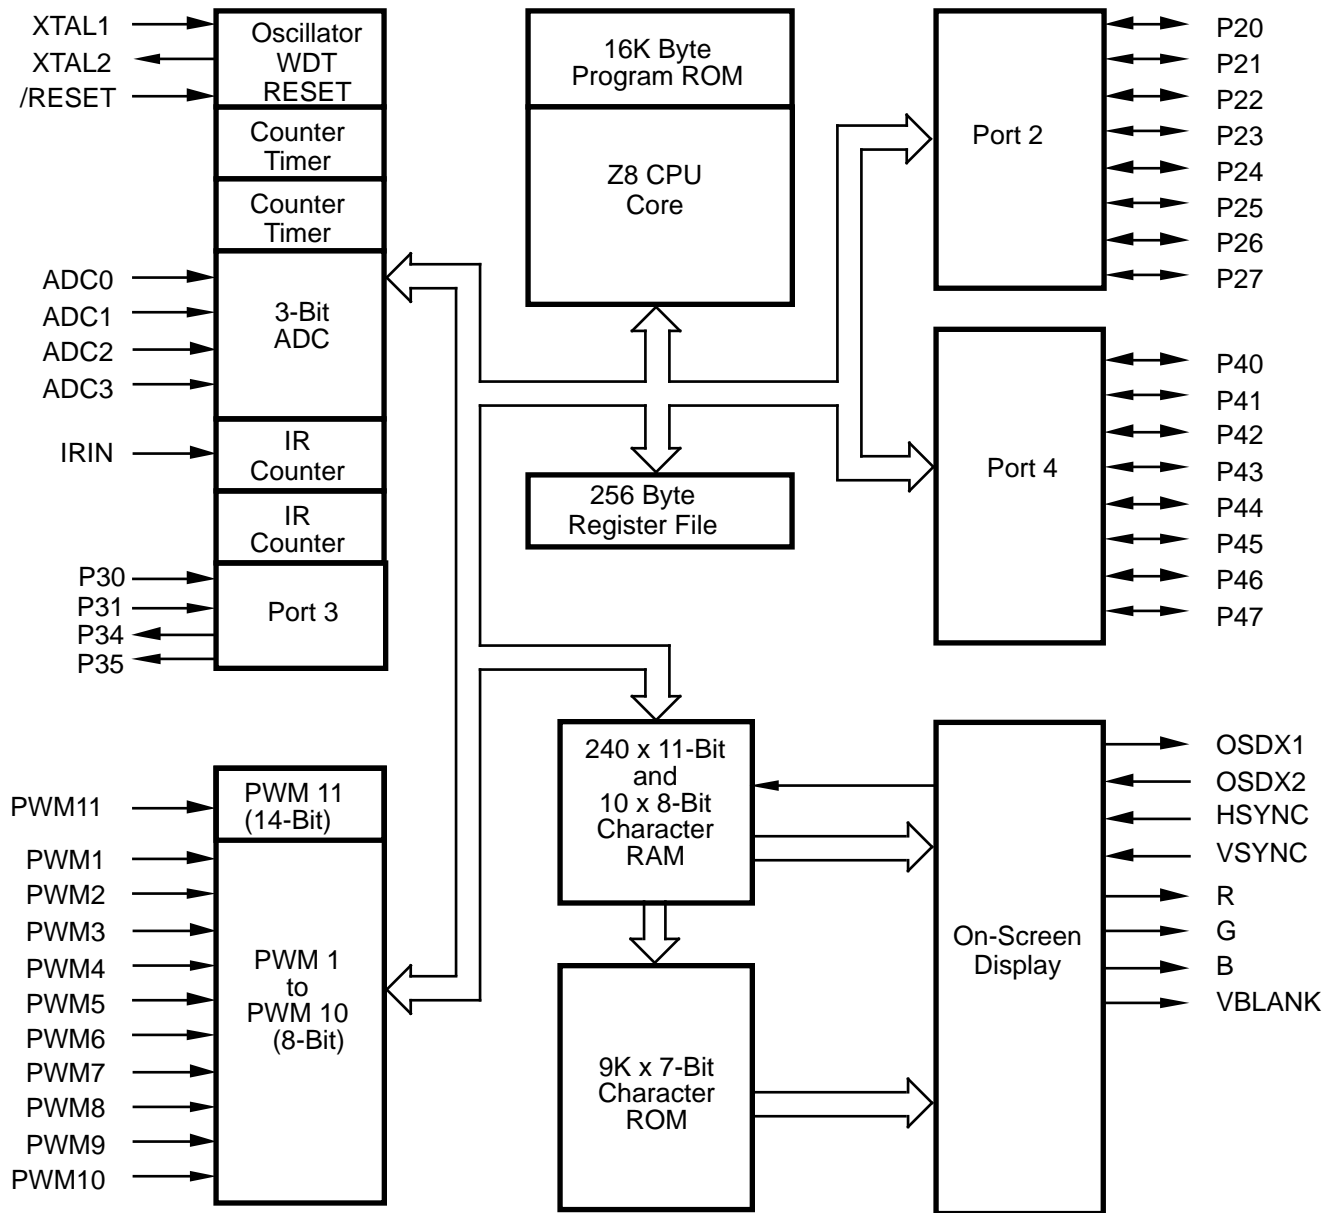 XTAL1
XTAL2
/RESET
Oscillator
WDT
RESET
Counter
Timer
Counter
Timer
ADC0
ADC1
ADC2
ADC3
3-Bit
ADC
IRIN
IR
Counter
IR
Counter
P30
P31
P34
P35
Port 3
PWM11
PWM 11
(14-Bit)
PWM1
PWM2
PWM3
PWM4
PWM5
PWM6
PWM7
PWM8
PWM9
PWM10
PWM 1
to
PWM 10
(8-Bit)
16K Byte
Program ROM
Z8 CPU
Core
256 Byte
Register File
240 x 11-Bit
and
10 x 8-Bit
Character
RAM
9K x 7-Bit
Character
ROM
Port 2
P20
P21
P22
P23
P24
P25
P26
P27
Port 4
P40
P41
P42
P43
P44
P45
P46
P47
On-Screen
Display
OSDX1
OSDX2
HSYNC
VSYNC
R
G
B
VBLANK